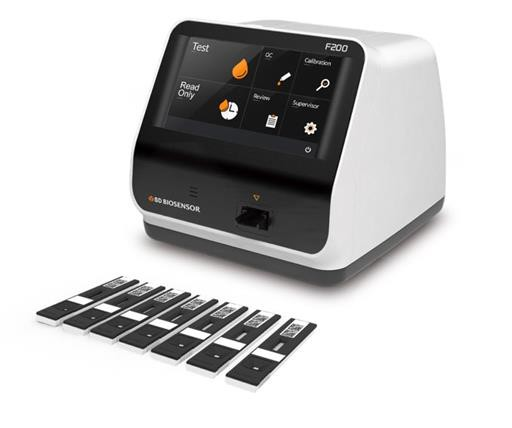 F200
Test
QC
Calibration
Read
Only
Review
Supervisor
SD BIOSENSOR